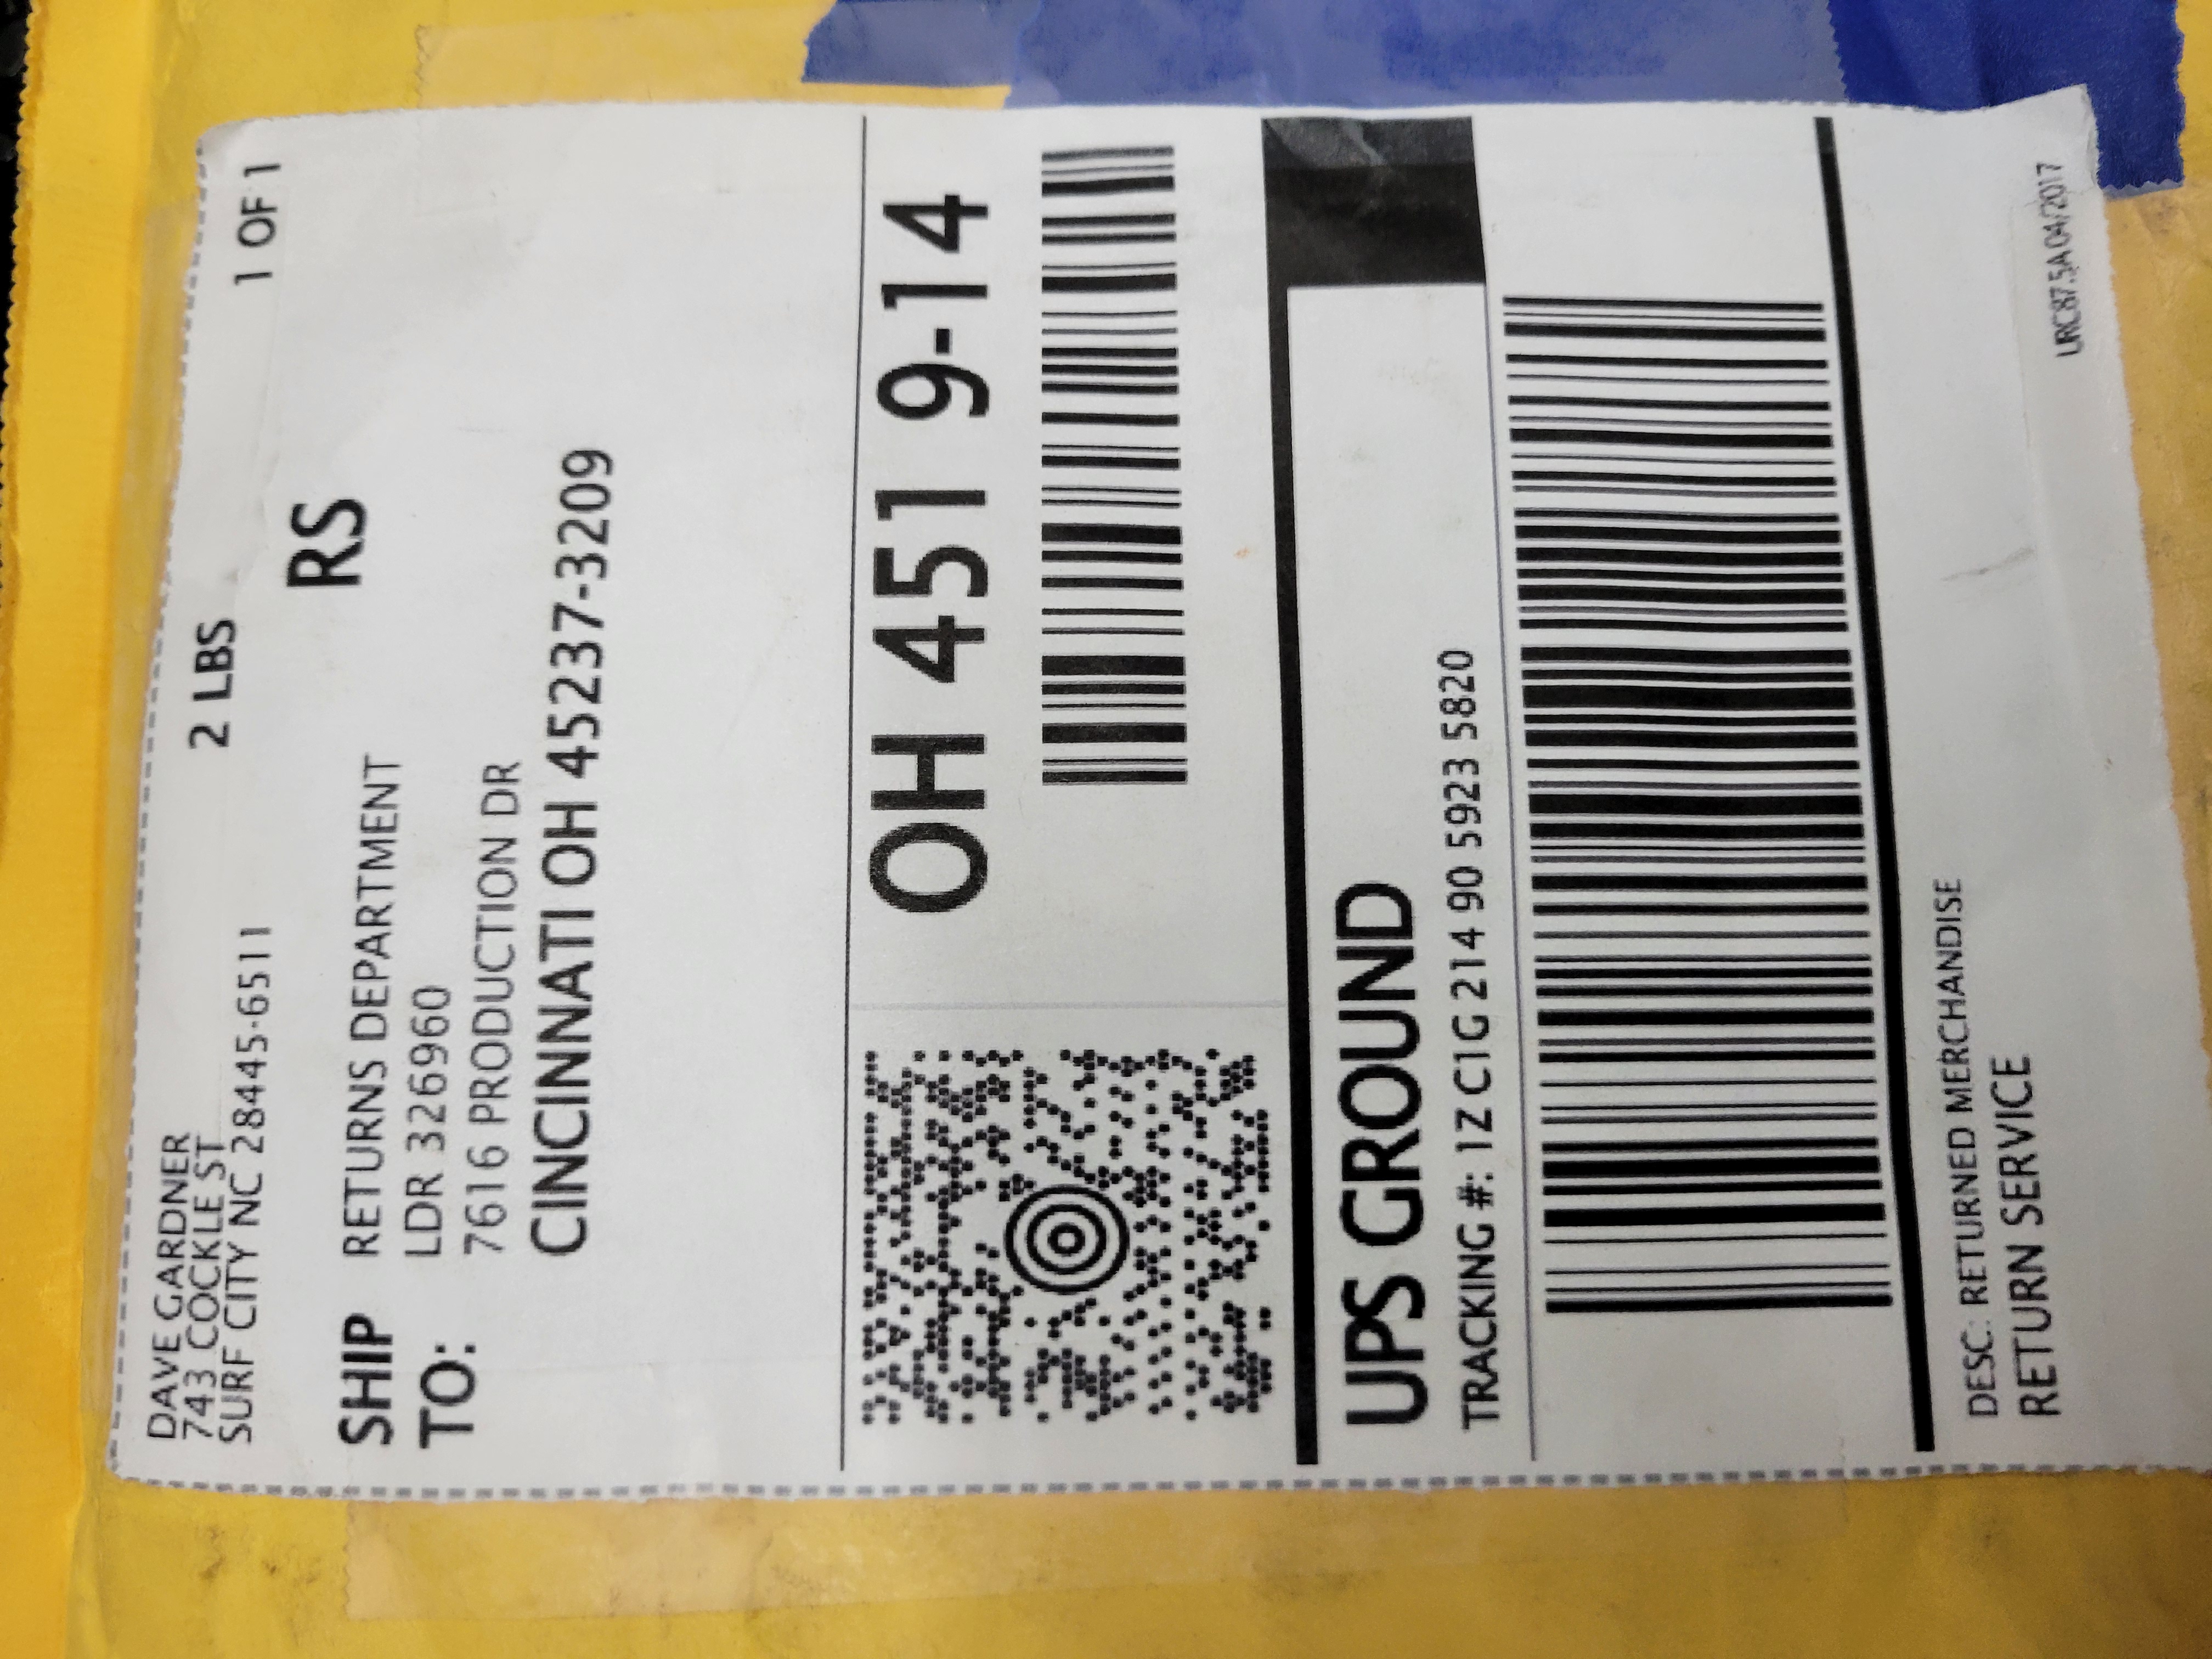 DAVE GARDNER
743 COCKLE ST
SURF CITY NC 28445-6511
2 LBS
1 OF 1
RS
SHIP TO:
RETURNS DEPARTMENT
LDR 326960
7616 PRODUCTION DR
CINCINNATI OH 45237-3209
OH 451 9-14
UPS GROUND
TRACKING #: 1Z C1G 214 90 5923 5820
DESC: RETURNED MERCHANDISE
RETURN SERVICE
URC87.5A 04/2017